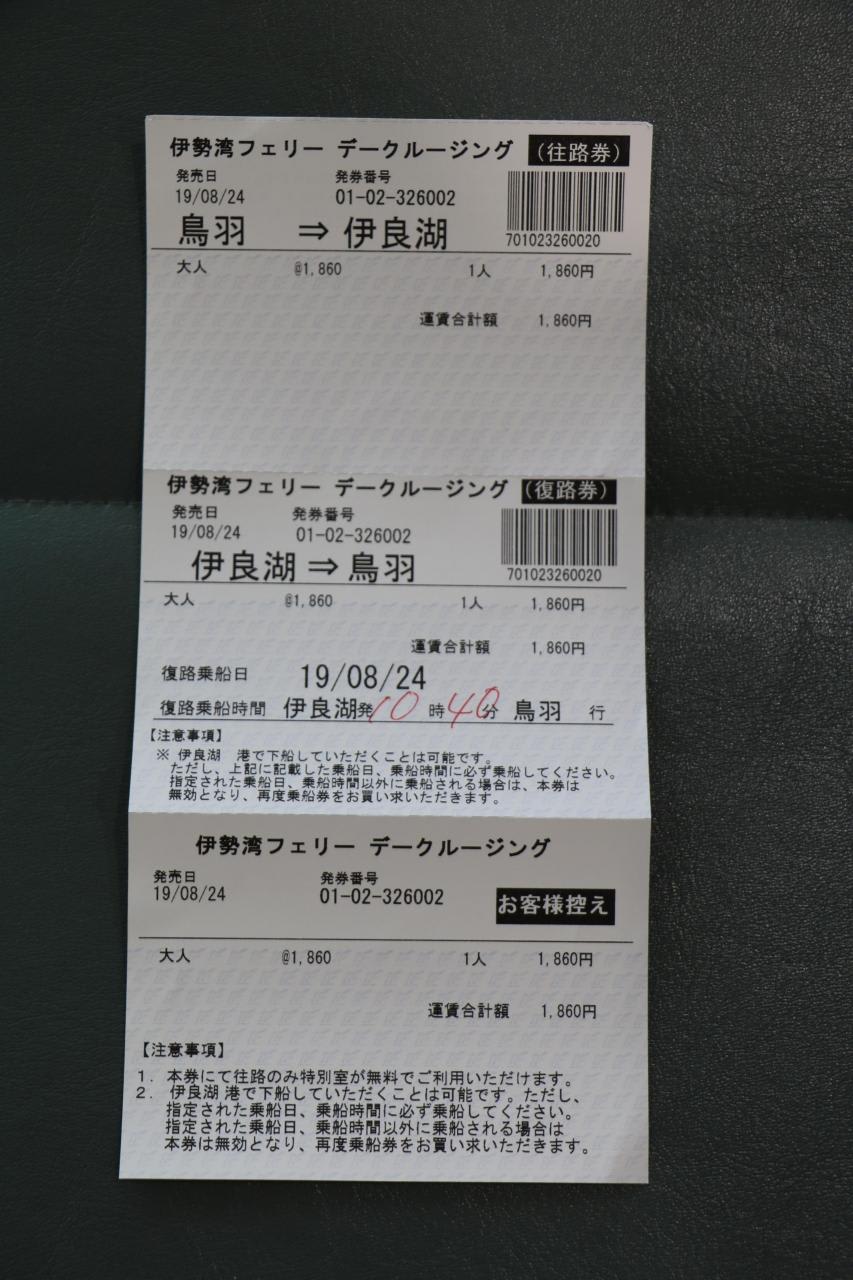 伊勢湾フェリー デークルージング (往路券)
発売日 発券番号
19/08/24 01-02-326002
鳥羽 ⇒ 伊良湖 701023260020
大人 @1,860 1人 1,860円
運賃合計額 1,860円
伊勢湾フェリー デークルージング (復路券)
発売日 発券番号
19/08/24 01-02-326002
伊良湖 ⇒ 鳥羽 701023260020
大人 @1,860 1人 1,860円
運賃合計額 1,860円
復路乗船日 19/08/24
復路乗船時間 伊良湖発 10 時 40 分 鳥羽 行
【注意事項】
※ 伊良湖 港で下船していただくことは可能です。
ただし、上記に記載した乗船日、乗船時間に必ず乗船してください。
指定された乗船日、乗船時間以外に乗船される場合は、本券は
無効となり、再度乗船券をお買い求いただきます。
伊勢湾フェリー デークルージング
発売日 発券番号
19/08/24 01-02-326002 お客様控え
大人 @1,860 1人 1,860円
運賃合計額 1,860円
【注意事項】
1. 本券にて往路のみ特別室が無料でご利用いただけます。
2. 伊良湖 港で下船していただくことは可能です。ただし、
指定された乗船日、乗船時間に必ず乗船してください。
指定された乗船日、乗船時間以外に乗船される場合は
本券は無効となり、再度乗船券をお買い求いただきます。